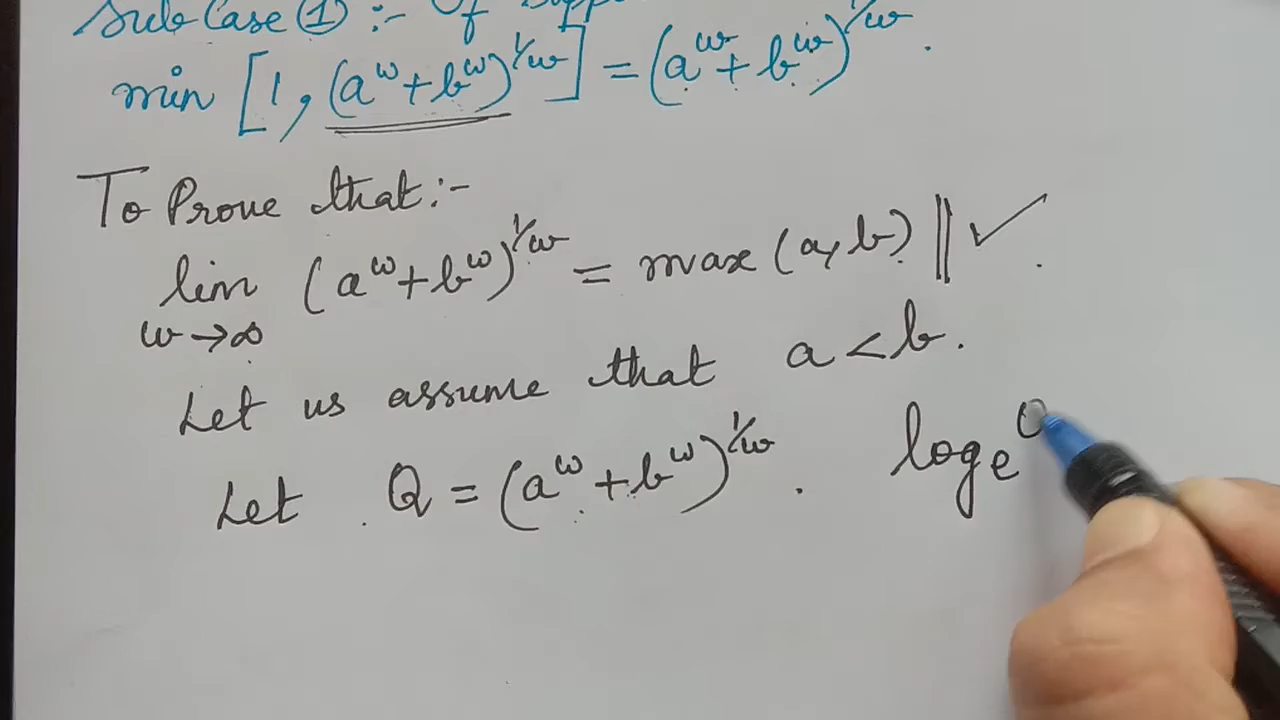 Sub Case (1) :- If
min [1, (a^w + b^w)^1/w] = (a^w + b^w)^1/w.
To Prove that:-
lim (a^w + b^w)^1/w = max (a, b) || ✓.
w → ∞
Let us assume that a < b.
Let Q = (a^w + b^w)^1/w. log e